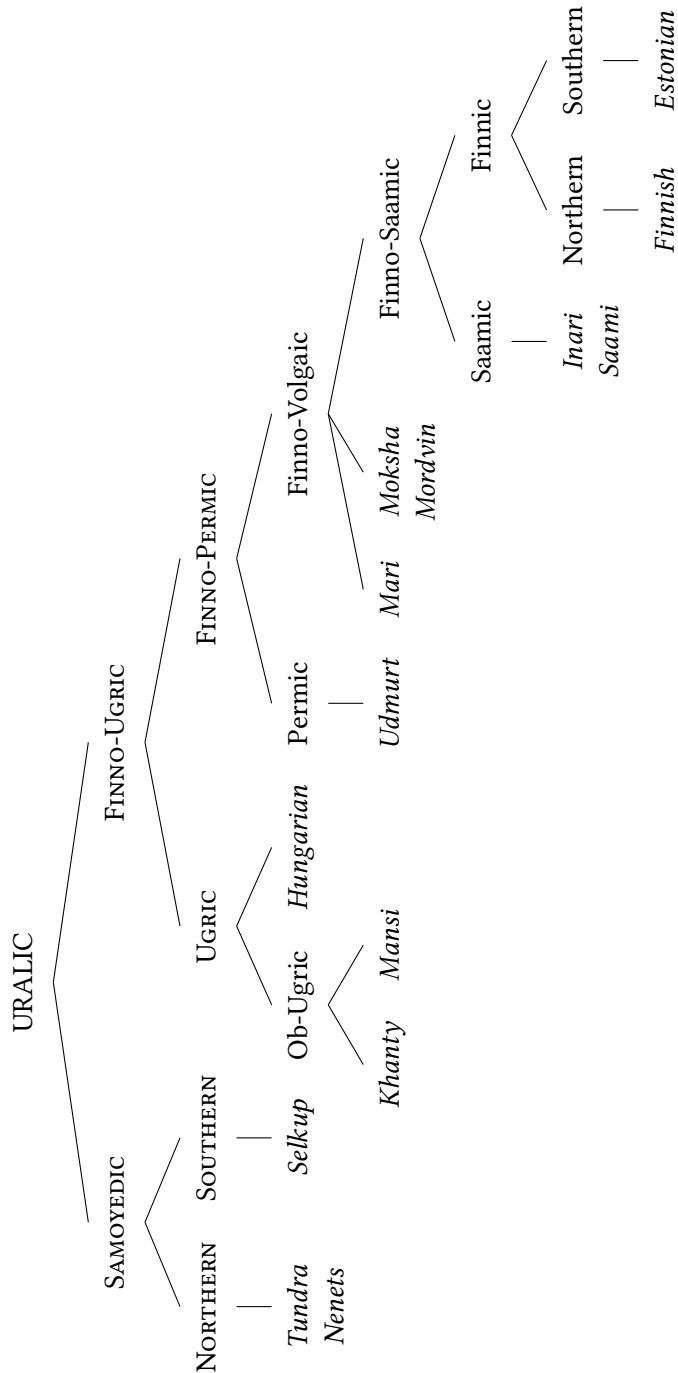 URALIC
SAMOYEDIC
FINNO-UGRIC
NORTHERN
SOUTHERN
UGRIC
FINNO-PERMIC
Tundra
Nenets
Selkup
Ob-Ugric
Hungarian
Permic
Finno-Volgaic
Khanty
Mansi
Udmurt
Mari
Moksha
Mordvin
Finno-Saamic
Saamic
Finnic
Inari
Saami
Northern
Southern
Finnish
Estonian